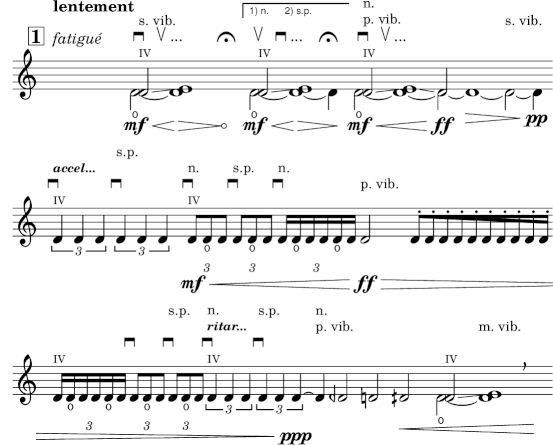 lentement
s. vib. 1) n. 2) s.p. n. p. vib. s. vib.
1 fatigué ... ... ...
IV IV IV
0 0 0
mf mf mf ff pp
s.p.
accel... n. s.p. n. p. vib.
IV IV
3 3 0 0 0 0 0
3 3 3
mf ff
s.p. n. s.p. n.
ritar... p. vib. m. vib.
IV IV IV
0 0 0 0 3 3 0
3 3 3
ppp